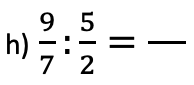 h) 9/7 : 5/2 = —